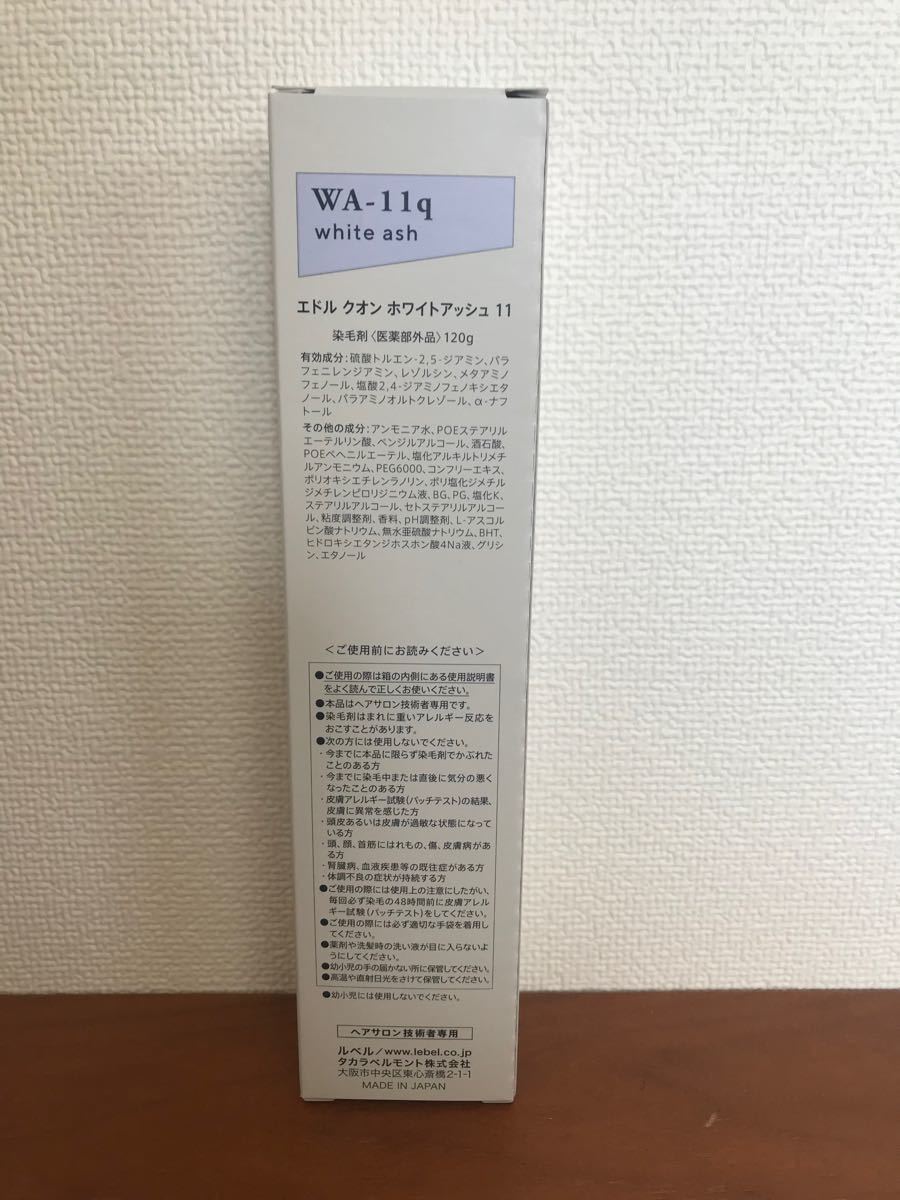 WA-11q
white ash
エドル クオン ホワイトアッシュ 11
染毛剤〈医薬部外品〉120g
有効成分:硫酸トルエン-2,5-ジアミン、パラ
フェニレンジアミン、レゾルシン、メタアミノ
フェノール、塩酸2,4-ジアミノフェノキシエタ
ノール、パラアミノオルトクレゾール、α-ナフ
トール
その他の成分:アンモニア水、POEステアリル
エーテルリン酸、ベンジルアルコール、酒石酸、
POEベヘニルエーテル、塩化アルキルトリメチ
ルアンモニウム、PEG6000、コンフリーエキス、
ポリオキシエチレンラノリン、ポリ塩化ジメチル
ジメチレンピロリジニウム液、BG、PG、塩化K、
ステアリルアルコール、セトステアリルアルコー
ル、粘度調整剤、香料、pH調整剤、L-アスコル
ビン酸ナトリウム、無水亜硫酸ナトリウム、BHT、
ヒドロキシエタンジホスホン酸4Na液、グリシ
ン、エタノール
<ご使用前にお読みください>
●ご使用の際は箱の内側にある使用説明書
をよく読んで正しくお使いください。
●本品はヘアサロン技術者専用です。
●染毛剤はまれに重いアレルギー反応を
おこすことがあります。
●次の方には使用しないでください。
・今までに本品に限らず染毛剤でかぶれた
ことのある方
・今までに染毛中または直後に気分の悪く
なったことのある方
・皮膚アレルギー試験(パッチテスト)の結果、
皮膚に異常を感じた方
・頭皮あるいは皮膚が過敏な状態になって
いる方
・頭、顔、首筋にはれもの、傷、皮膚病があ
る方
・腎臓病、血液疾患等の既往症がある方
・体調不良の症状が持続する方
●ご使用の際には使用上の注意にしたがい、
毎回必ず染毛の48時間前に皮膚アレル
ギー試験(パッチテスト)をしてください。
●ご使用の際には必ず適切な手袋を着用し
てください。
●薬剤や洗髪時の洗い液が目に入らないよ
うにしてください。
●幼小児の手の届かない所に保管してください。
●高温や直射日光をさけて保管してください。
●幼小児には使用しないでください。
ヘアサロン技術者専用
ルベル/www.lebel.co.jp
タカラベルモント株式会社
大阪市中央区東心斎橋2-1-1
MADE IN JAPAN